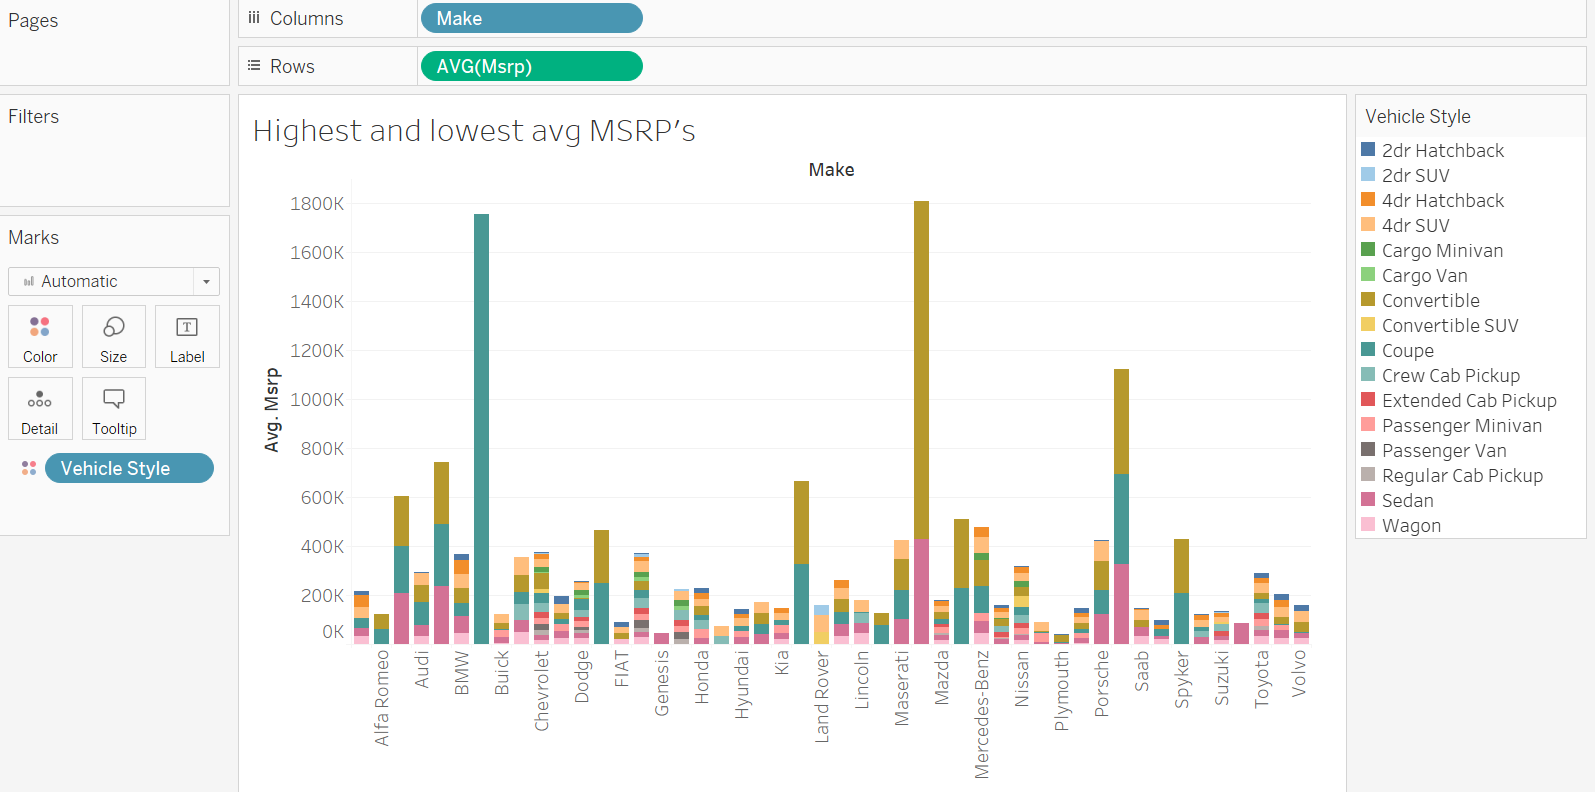 Pages
Columns
Make
Rows
AVG(Msrp)
Filters
Marks
Automatic
Color
Size
Label
Detail
Tooltip
Vehicle Style
Highest and lowest avg MSRP's
Make
Avg. Msrp
1800K
1600K
1400K
1200K
1000K
800K
600K
400K
200K
0K
Alfa Romeo
Audi
BMW
Buick
Chevrolet
Dodge
FIAT
Genesis
Honda
Hyundai
Kia
Land Rover
Lincoln
Maserati
Mazda
Mercedes-Benz
Nissan
Plymouth
Porsche
Saab
Spyker
Suzuki
Toyota
Volvo
Vehicle Style
2dr Hatchback
2dr SUV
4dr Hatchback
4dr SUV
Cargo Minivan
Cargo Van
Convertible
Convertible SUV
Coupe
Crew Cab Pickup
Extended Cab Pickup
Passenger Minivan
Passenger Van
Regular Cab Pickup
Sedan
Wagon